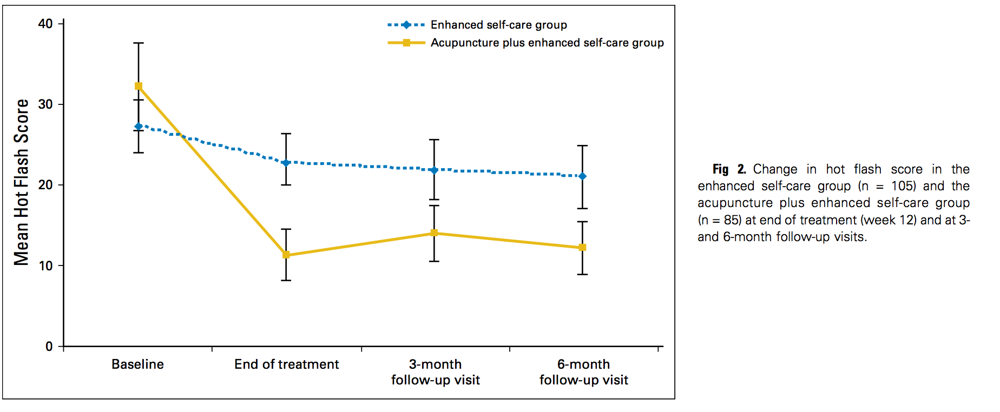 40
30
20
10
0
Mean Hot Flash Score
Enhanced self-care group
Acupuncture plus enhanced self-care group
Baseline
End of treatment
3-month
follow-up visit
6-month
follow-up visit
Fig 2. Change in hot flash score in the
enhanced self-care group (n = 105) and the
acupuncture plus enhanced self-care group
(n = 85) at end of treatment (week 12) and at 3-
and 6-month follow-up visits.